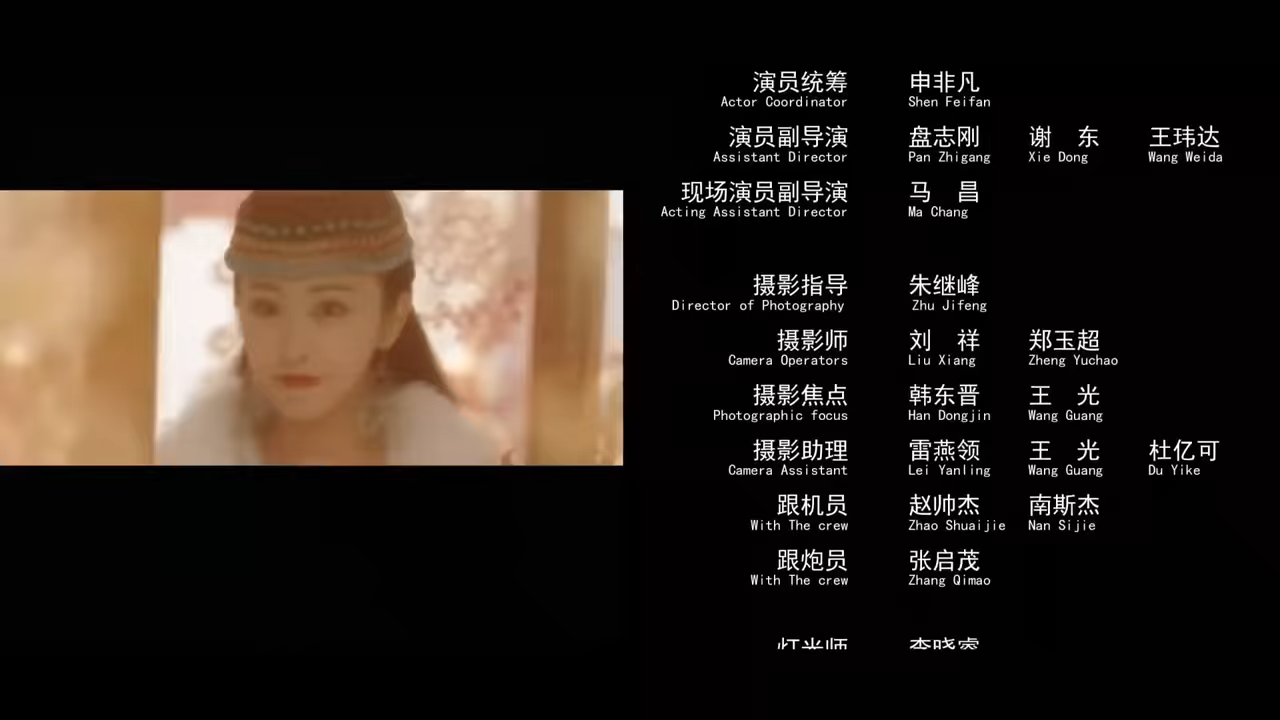 演员统筹 申非凡
Actor Coordinator Shen Feifan
演员副导演 盘志刚 谢 东 王玮达
Assistant Director Pan Zhigang Xie Dong Wang Weida
现场演员副导演 马 昌
Acting Assistant Director Ma Chang
摄影指导 朱继峰
Director of Photography Zhu Jifeng
摄影师 刘 祥 郑玉超
Camera Operators Liu Xiang Zheng Yuchao
摄影焦点 韩东晋 王 光
Photographic focus Han Dongjin Wang Guang
摄影助理 雷燕领 王 光 杜亿可
Camera Assistant Lei Yanling Wang Guang Du Yike
跟机员 赵帅杰 南斯杰
With The crew Zhao Shuaijie Nan Sijie
跟炮员 张启茂
With The crew Zhang Qimao
灯光师 李晓睿